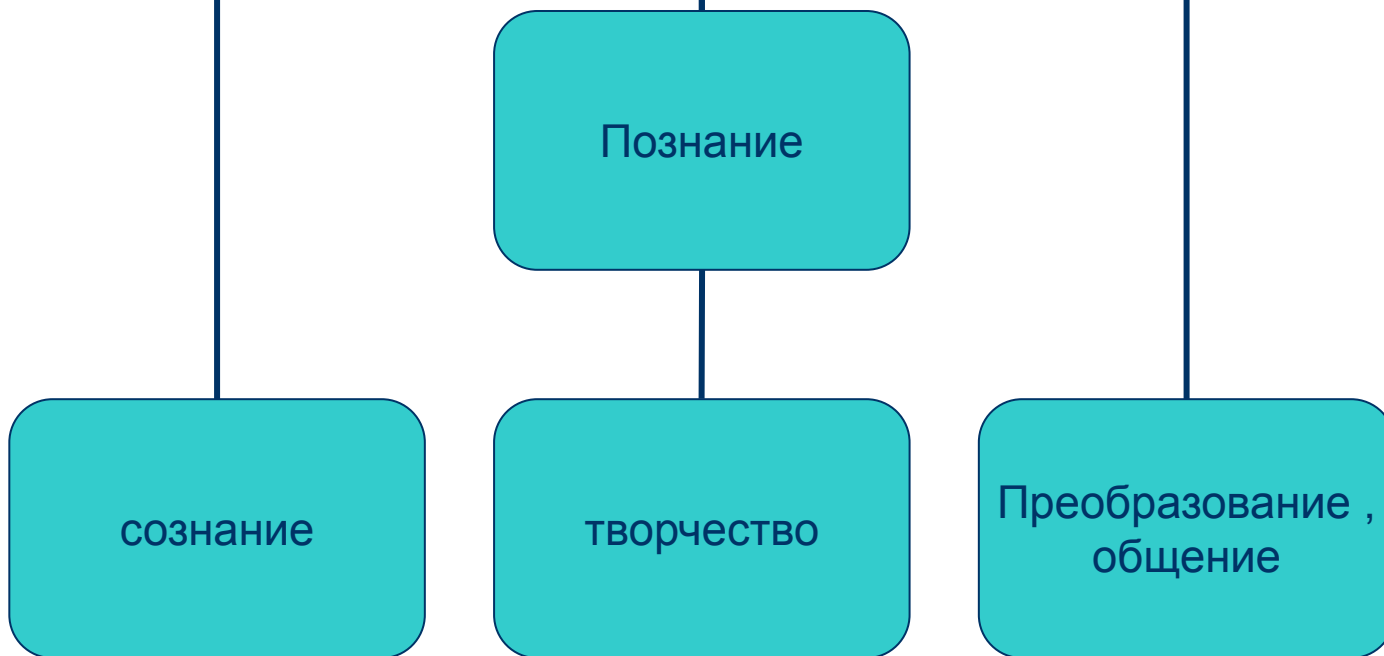 Познание
сознание
творчество
Преобразование ,
общение